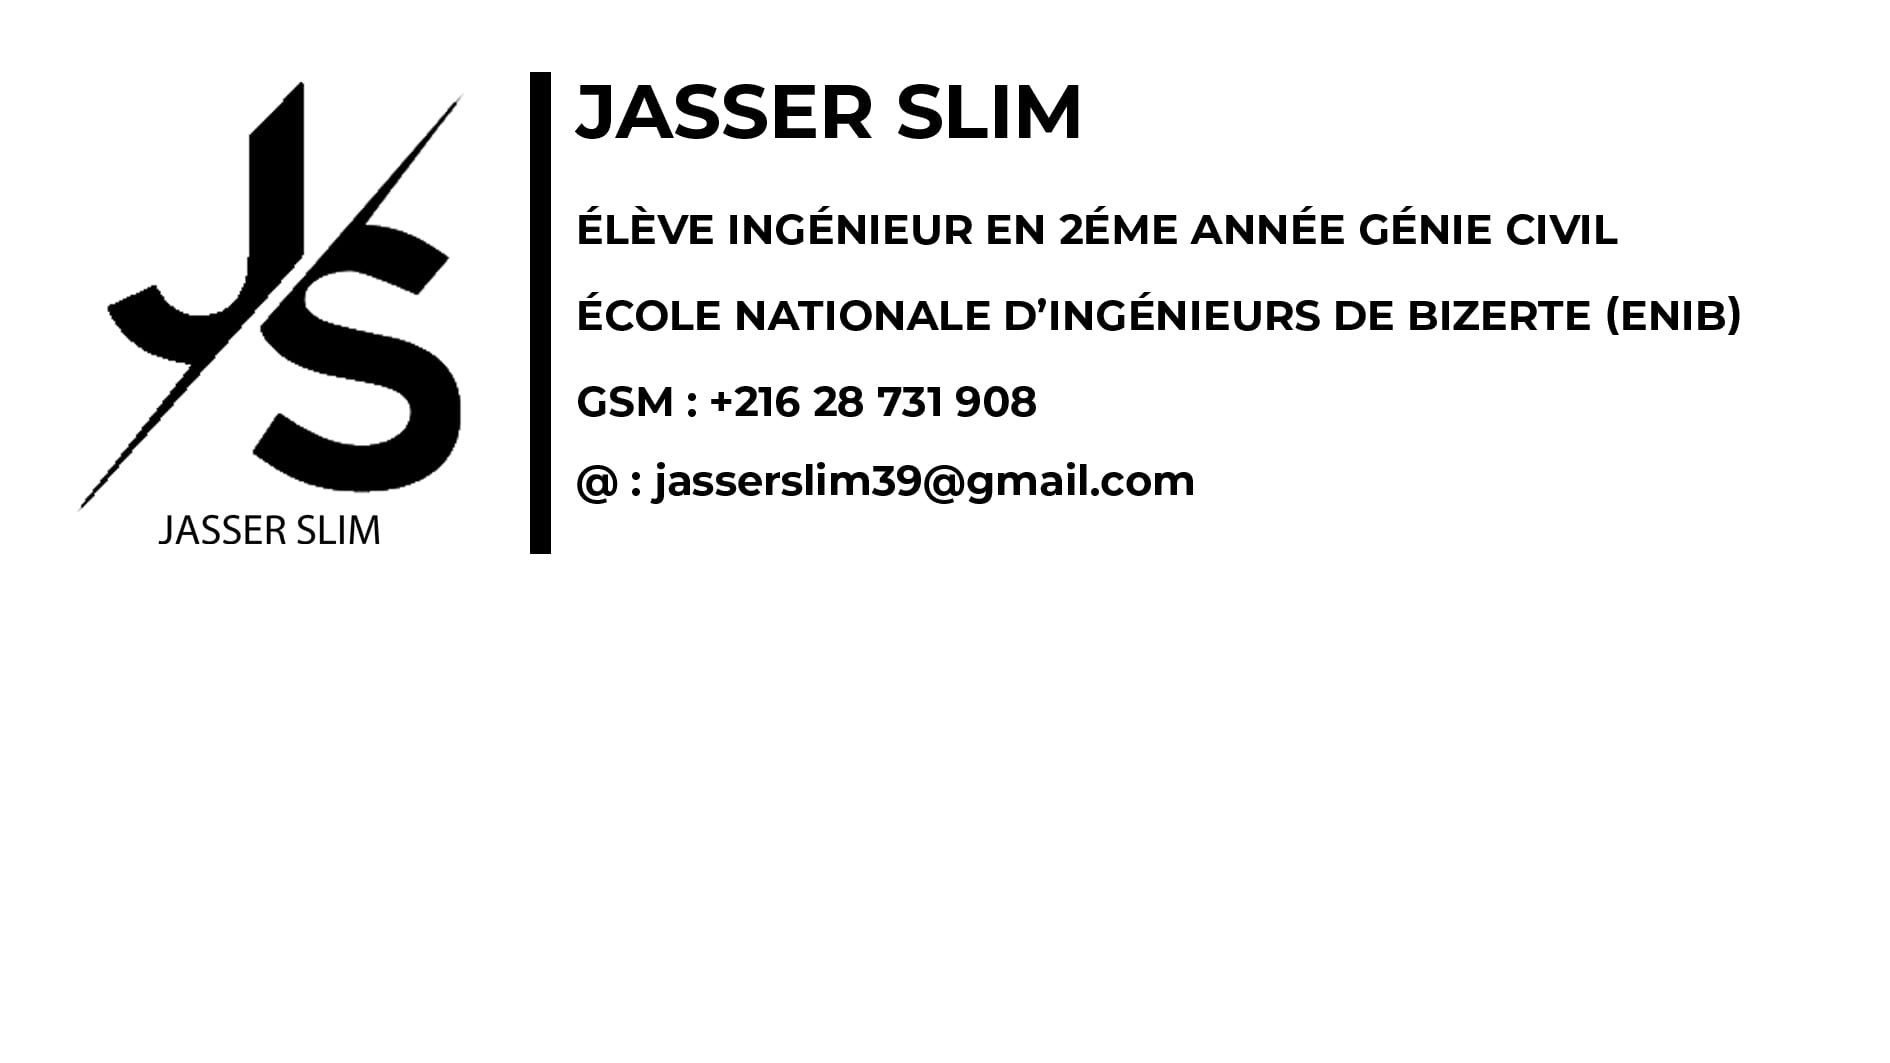 JS
JASSER SLIM
JASSER SLIM
ÉLÈVE INGÉNIEUR EN 2ÉME ANNÉE GÉNIE CIVIL
ÉCOLE NATIONALE D’INGÉNIEURS DE BIZERTE (ENIB)
GSM : +216 28 731 908
@ : jasserslim39@gmail.com